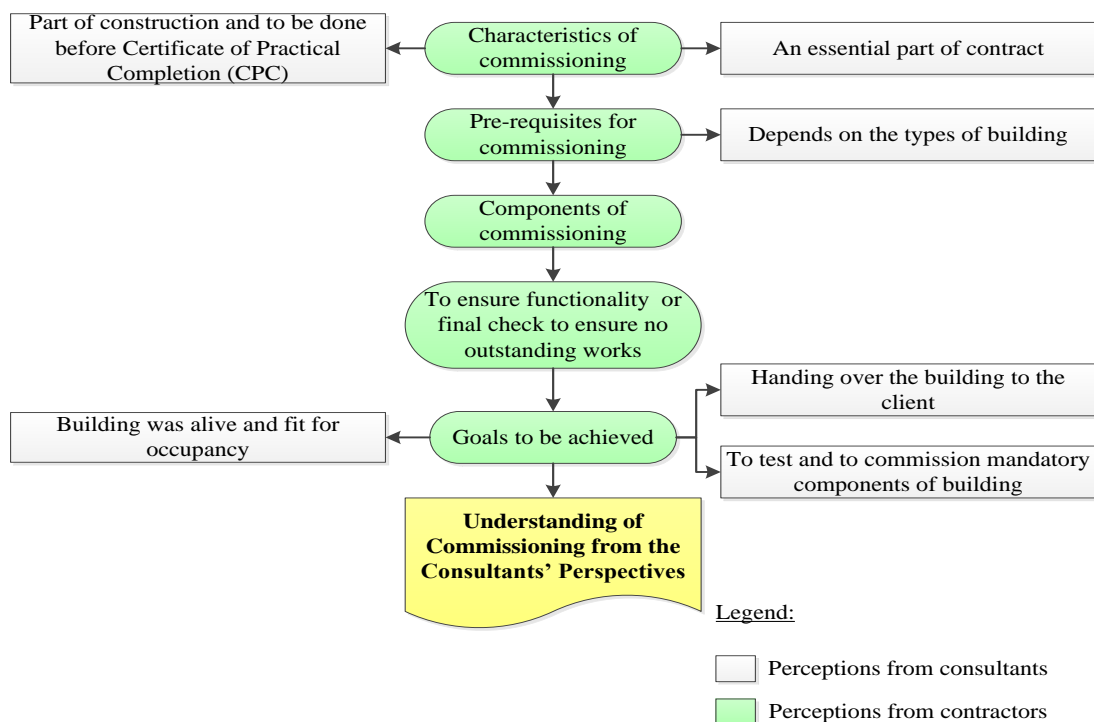 Part of construction and to be done
before Certificate of Practical
Completion (CPC)
Characteristics of
commissioning
An essential part of contract
Pre-requisites for
commissioning
Depends on the types of building
Components of
commissioning
To ensure functionality or
final check to ensure no
outstanding works
Handing over the building to the
client
Building was alive and fit for
occupancy
Goals to be achieved
To test and to commission mandatory
components of building
Understanding of
Commissioning from the
Consultants’ Perspectives
Legend:
Perceptions from consultants
Perceptions from contractors